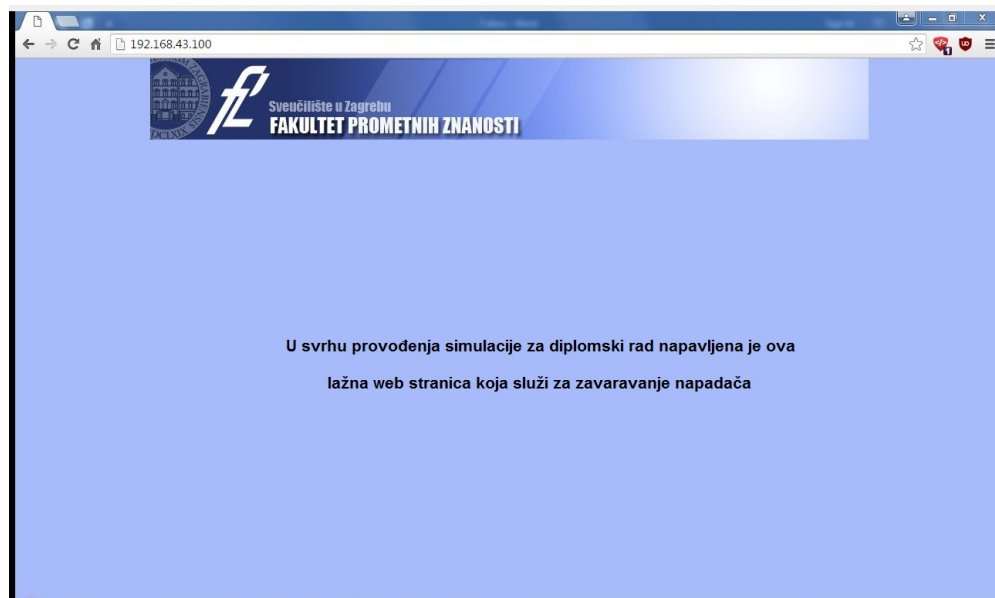 192.168.43.100
Sveučilište u Zagrebu
FAKULTET PROMETNIH ZNANOSTI
U svrhu provođenja simulacije za diplomski rad napavljena je ova
lažna web stranica koja služi za zavaravanje napadača